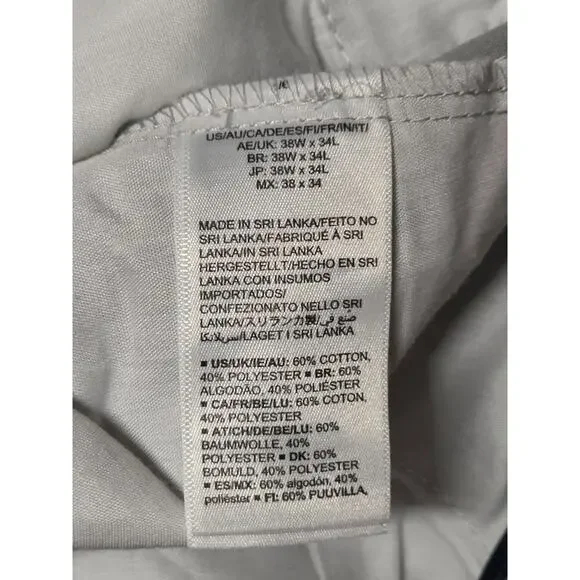 US/AU/CA/DE/ES/FI/FR/IN/IT/
AE/UK: 38W x 34L
BR: 38W x 34L
JP: 38W x 34L
MX: 38 x 34
MADE IN SRI LANKA/FEITO NO
SRI LANKA/FABRIQUÉ À SRI
LANKA/IN SRI LANKA
HERGESTELLT/HECHO EN SRI
LANKA CON INSUMOS
IMPORTADOS/
CONFEZIONATO NELLO SRI
LANKA/スリランカ製/صنع في
سريلانكا/LAGET I SRI LANKA
▪ US/UK/IE/AU: 60% COTTON,
40% POLYESTER ▪ BR: 60%
ALGODÃO, 40% POLIÉSTER
▪ CA/FR/BE/LU: 60% COTON,
40% POLYESTER
▪ AT/CH/DE/BE/LU: 60%
BAUMWOLLE, 40%
POLYESTER ▪ DK: 60%
BOMULD, 40% POLYESTER
▪ ES/MX: 60% algodón, 40%
poliéster ▪ FI: 60% PUUVILLA,